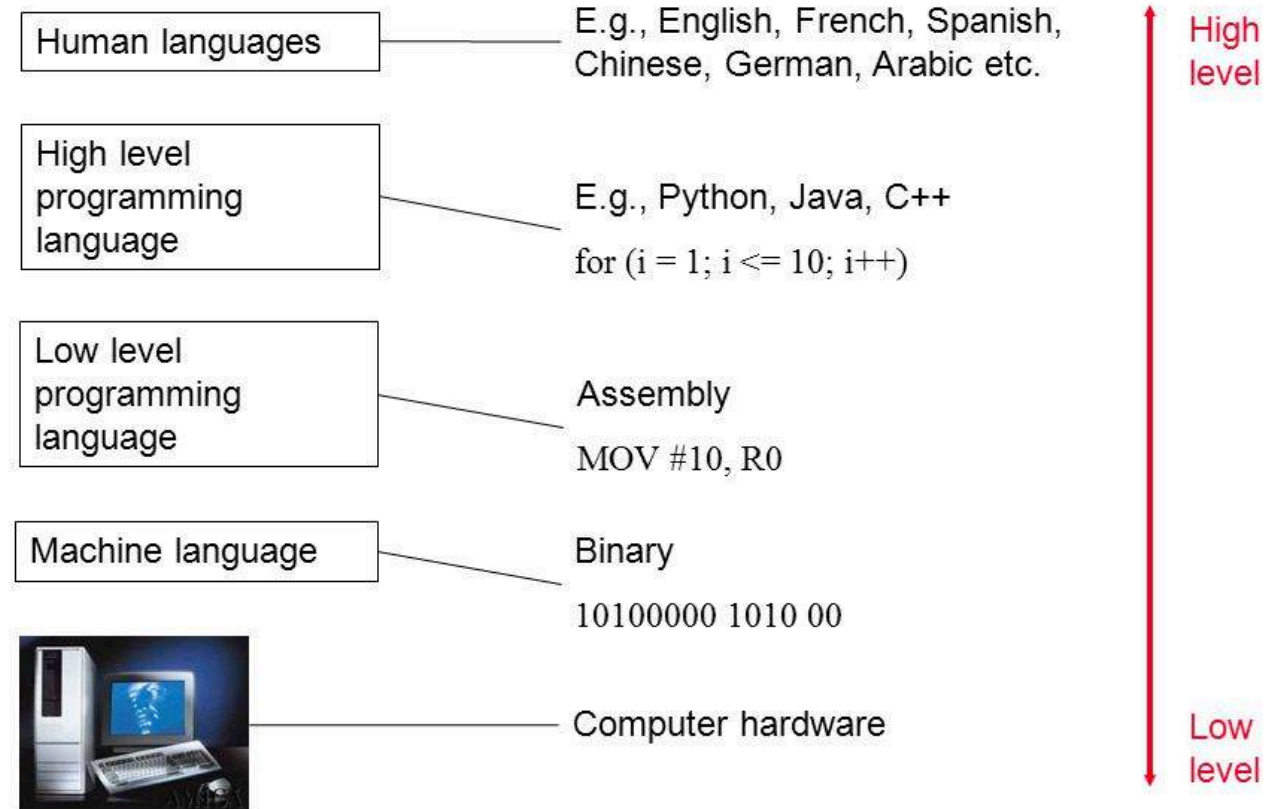 Human languages
E.g., English, French, Spanish,
Chinese, German, Arabic etc.
High
level
High level
programming
language
E.g., Python, Java, C++
for (i = 1; i <= 10; i++)
Low level
programming
language
Assembly
MOV #10, R0
Machine language
Binary
10100000 1010 00
Computer hardware
Low
level
AMIGA